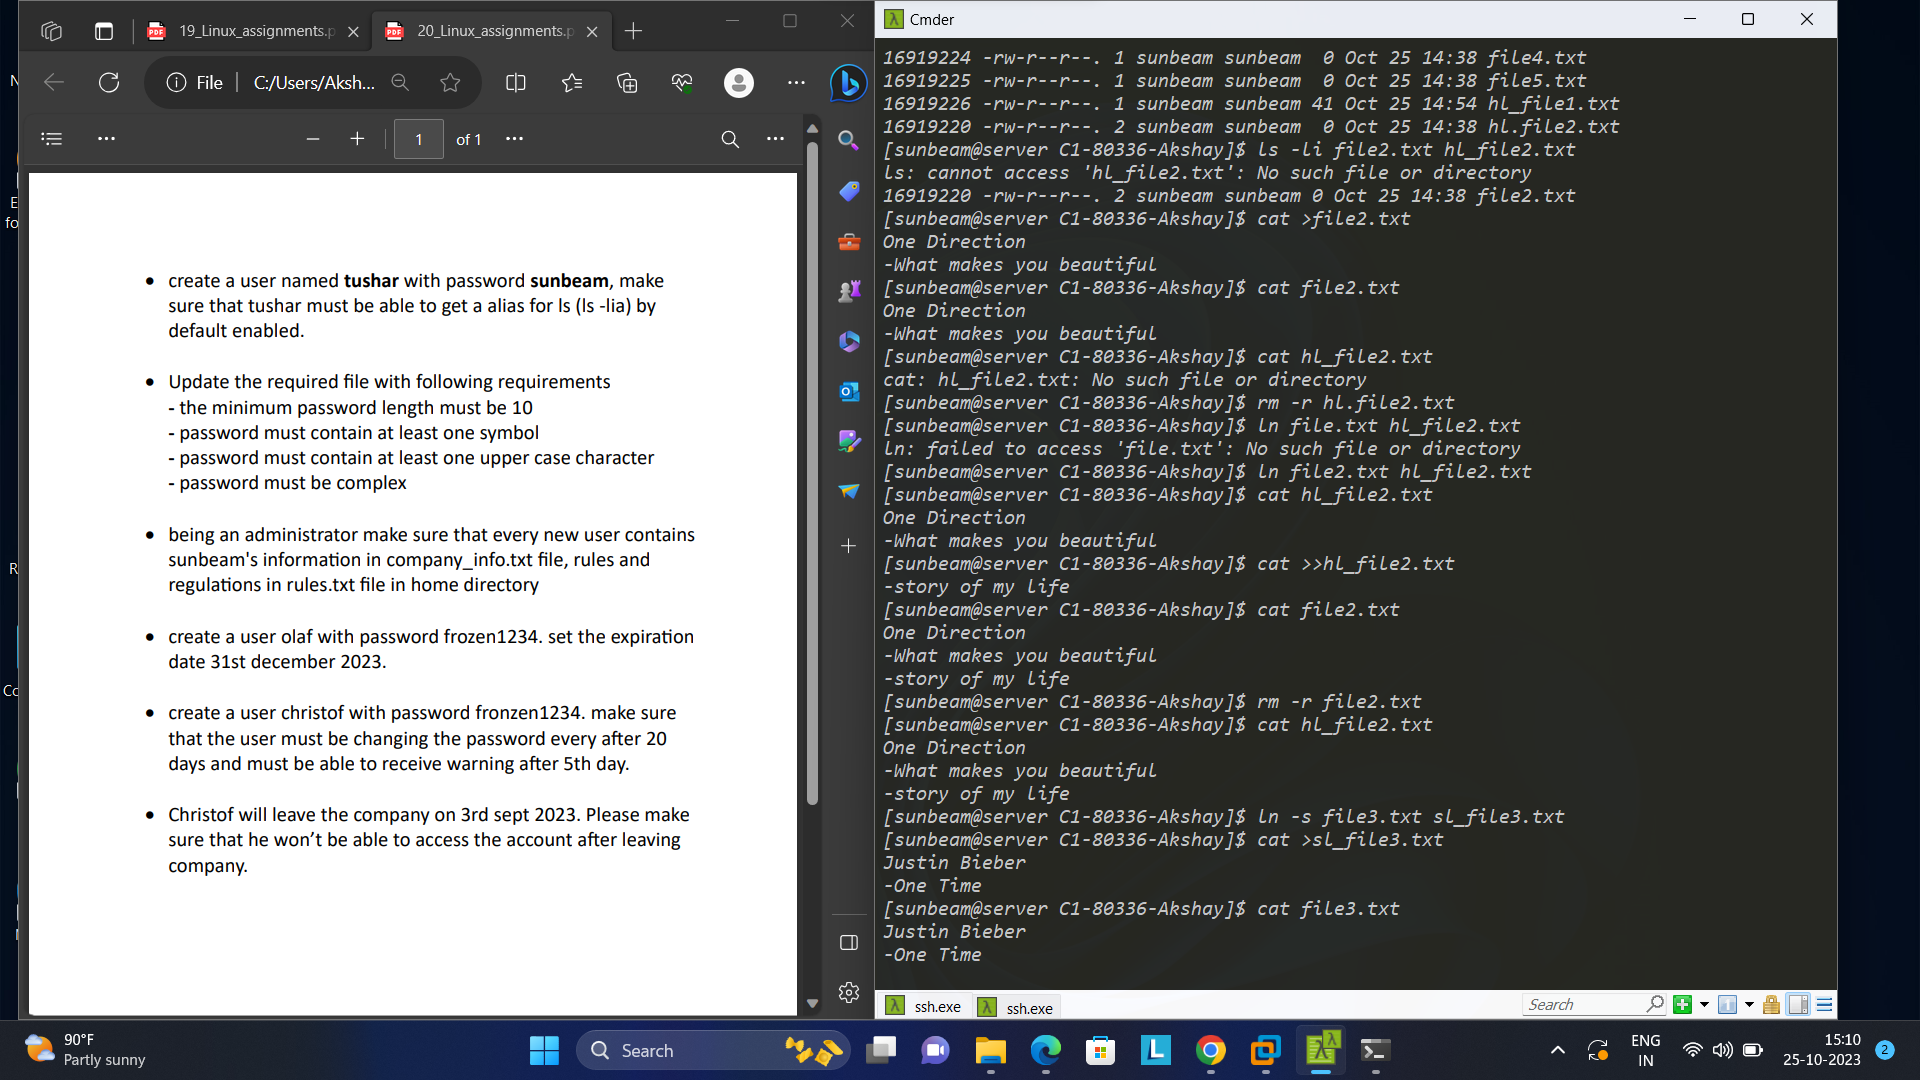 19_Linux_assignments.p
20_Linux_assignments.p
File
C:/Users/Aksh...
1
of 1
create a user named tushar with password sunbeam, make
sure that tushar must be able to get a alias for ls (ls -lia) by
default enabled.
Update the required file with following requirements
- the minimum password length must be 10
- password must contain at least one symbol
- password must contain at least one upper case character
- password must be complex
being an administrator make sure that every new user contains
sunbeam's information in company_info.txt file, rules and
regulations in rules.txt file in home directory
create a user olaf with password frozen1234. set the expiration
date 31st december 2023.
create a user christof with password fronzen1234. make sure
that the user must be changing the password every after 20
days and must be able to receive warning after 5th day.
Christof will leave the company on 3rd sept 2023. Please make
sure that he won’t be able to access the account after leaving
company.
Cmder
16919224 -rw-r--r--. 1 sunbeam sunbeam  0 Oct 25 14:38 file4.txt
16919225 -rw-r--r--. 1 sunbeam sunbeam  0 Oct 25 14:38 file5.txt
16919226 -rw-r--r--. 1 sunbeam sunbeam 41 Oct 25 14:54 hl_file1.txt
16919220 -rw-r--r--. 2 sunbeam sunbeam  0 Oct 25 14:38 hl.file2.txt
[sunbeam@server C1-80336-Akshay]$ ls -li file2.txt hl_file2.txt
ls: cannot access 'hl_file2.txt': No such file or directory
16919220 -rw-r--r--. 2 sunbeam sunbeam 0 Oct 25 14:38 file2.txt
[sunbeam@server C1-80336-Akshay]$ cat >file2.txt
One Direction
-What makes you beautiful
[sunbeam@server C1-80336-Akshay]$ cat file2.txt
One Direction
-What makes you beautiful
[sunbeam@server C1-80336-Akshay]$ cat hl_file2.txt
cat: hl_file2.txt: No such file or directory
[sunbeam@server C1-80336-Akshay]$ rm -r hl.file2.txt
[sunbeam@server C1-80336-Akshay]$ ln file.txt hl_file2.txt
ln: failed to access 'file.txt': No such file or directory
[sunbeam@server C1-80336-Akshay]$ ln file2.txt hl_file2.txt
[sunbeam@server C1-80336-Akshay]$ cat hl_file2.txt
One Direction
-What makes you beautiful
[sunbeam@server C1-80336-Akshay]$ cat >>hl_file2.txt
-story of my life
[sunbeam@server C1-80336-Akshay]$ cat file2.txt
One Direction
-What makes you beautiful
-story of my life
[sunbeam@server C1-80336-Akshay]$ rm -r file2.txt
[sunbeam@server C1-80336-Akshay]$ cat hl_file2.txt
One Direction
-What makes you beautiful
-story of my life
[sunbeam@server C1-80336-Akshay]$ ln -s file3.txt sl_file3.txt
[sunbeam@server C1-80336-Akshay]$ cat >sl_file3.txt
Justin Bieber
-One Time
[sunbeam@server C1-80336-Akshay]$ cat file3.txt
Justin Bieber
-One Time
ssh.exe
ssh.exe
Search
90°F
Partly sunny
Search
ENG
IN
15:10
25-10-2023
2